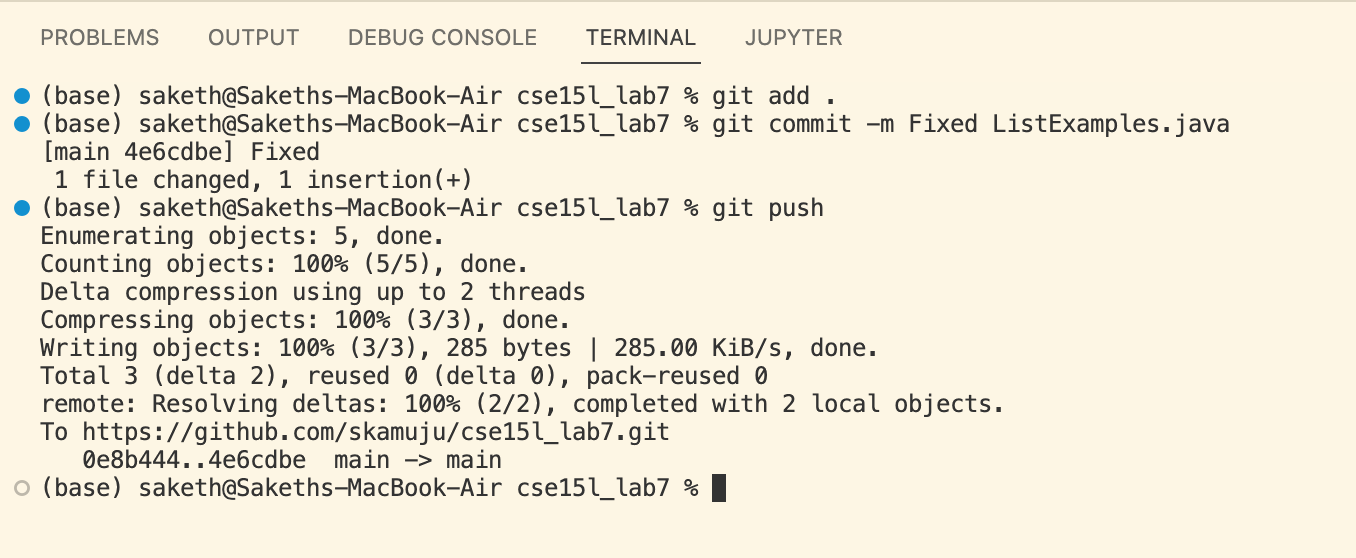 PROBLEMS OUTPUT DEBUG CONSOLE TERMINAL JUPYTER
(base) saketh@Sakeths-MacBook-Air cse15l_lab7 % git add .
(base) saketh@Sakeths-MacBook-Air cse15l_lab7 % git commit -m Fixed ListExamples.java
[main 4e6cdbe] Fixed
 1 file changed, 1 insertion(+)
(base) saketh@Sakeths-MacBook-Air cse15l_lab7 % git push
Enumerating objects: 5, done.
Counting objects: 100% (5/5), done.
Delta compression using up to 2 threads
Compressing objects: 100% (3/3), done.
Writing objects: 100% (3/3), 285 bytes | 285.00 KiB/s, done.
Total 3 (delta 2), reused 0 (delta 0), pack-reused 0
remote: Resolving deltas: 100% (2/2), completed with 2 local objects.
To https://github.com/skamuju/cse15l_lab7.git
   0e8b444..4e6cdbe  main -> main
(base) saketh@Sakeths-MacBook-Air cse15l_lab7 %